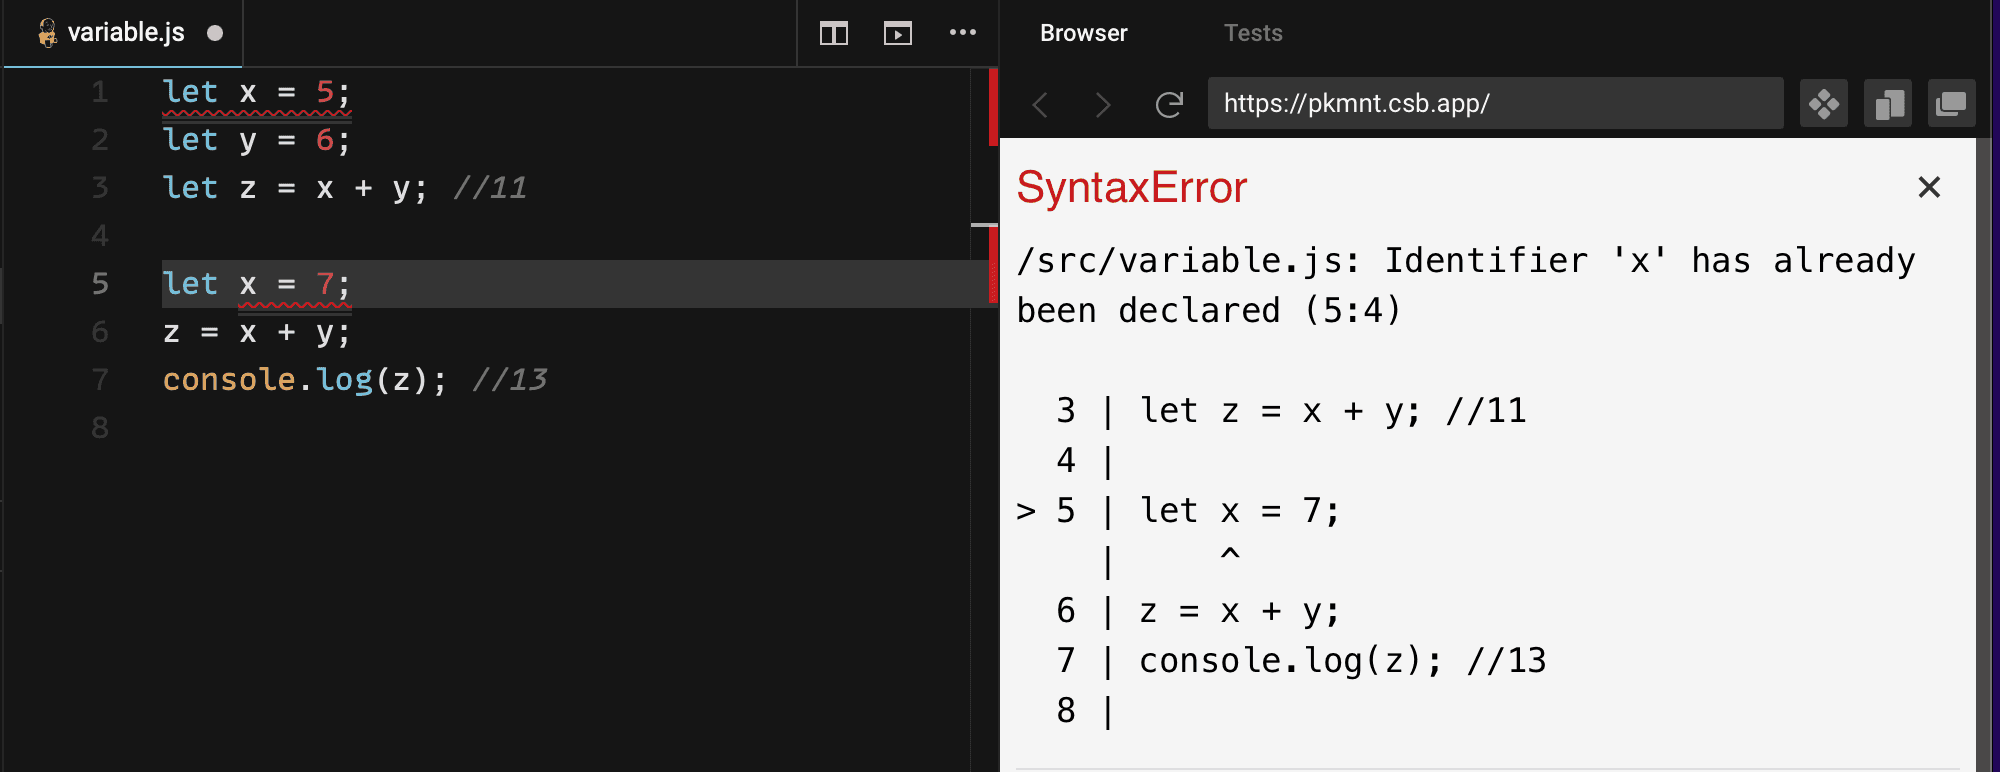 variable.js
1 let x = 5;
2 let y = 6;
3 let z = x + y; //11
4
5 let x = 7;
6 z = x + y;
7 console.log(z); //13
8
Browser Tests
https://pkmnt.csb.app/
SyntaxError
/src/variable.js: Identifier 'x' has already
been declared (5:4)
3 | let z = x + y; //11
4 |
> 5 | let x = 7;
| ^
6 | z = x + y;
7 | console.log(z); //13
8 |